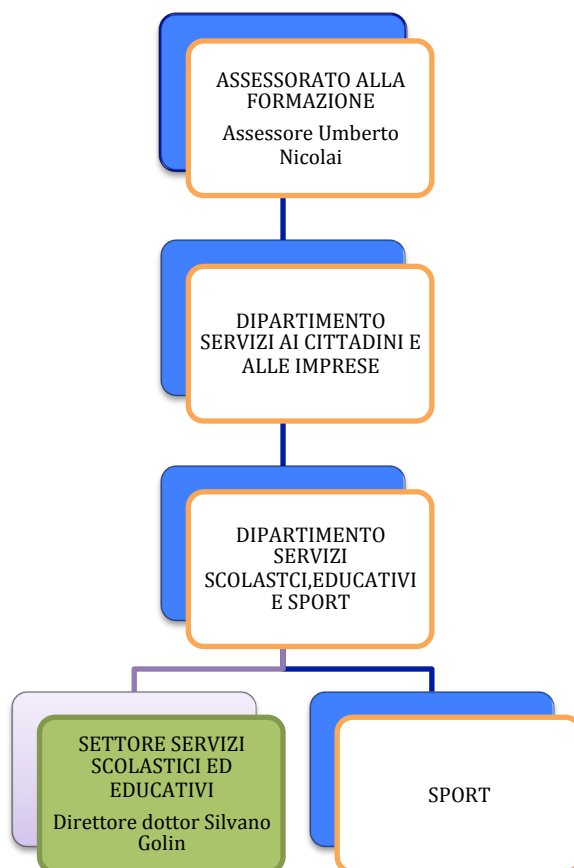 ASSESSORATO ALLA
FORMAZIONE
Assessore Umberto
Nicolai
DIPARTIMENTO
SERVIZI AI CITTADINI E
ALLE IMPRESE
DIPARTIMENTO
SERVIZI
SCOLASTCI,EDUCATIVI
E SPORT
SETTORE SERVIZI
SCOLASTICI ED
EDUCATIVI
Direttore dottor Silvano
Golin
SPORT